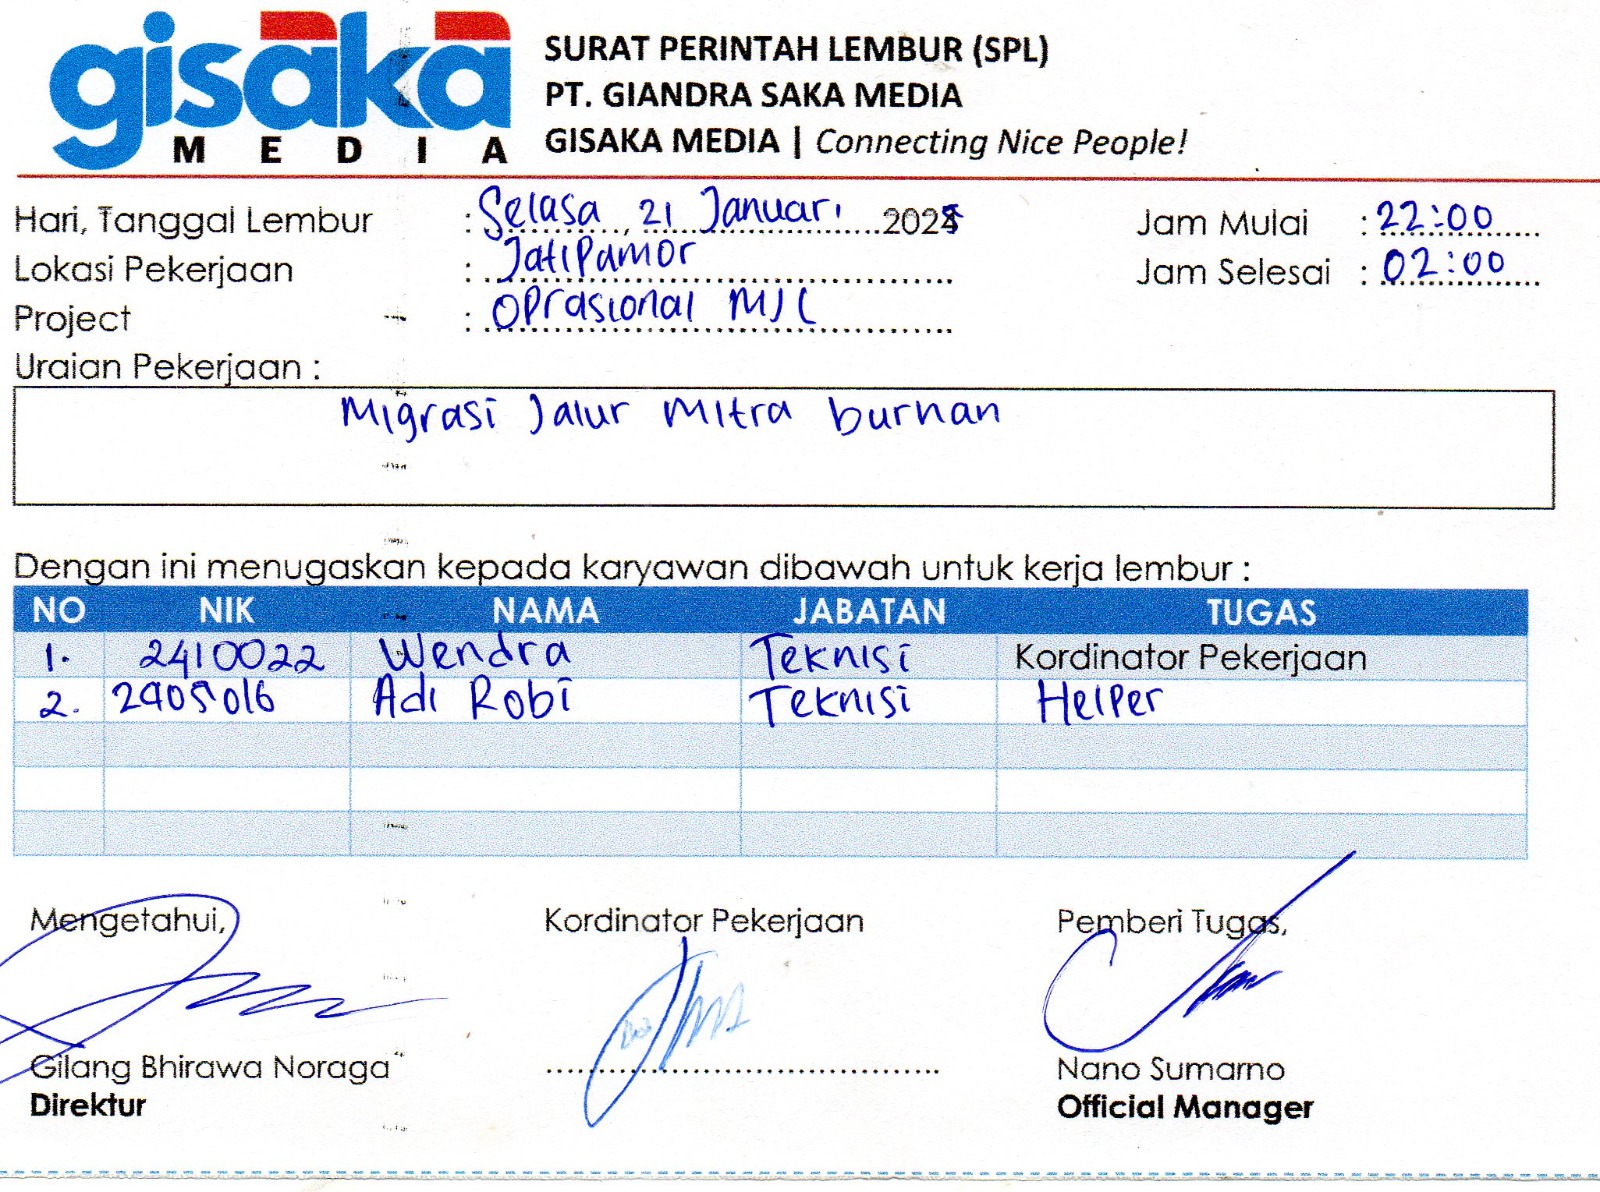 gisaka
MEDIA
SURAT PERINTAH LEMBUR (SPL)
PT. GIANDRA SAKA MEDIA
GISAKA MEDIA | Connecting Nice People!
Hari, Tanggal Lembur : Selasa, 21 Januari 2025 Jam Mulai : 22:00
Lokasi Pekerjaan : Jatipamor Jam Selesai : 02:00
Project : Oprasional MJL
Uraian Pekerjaan :
Migrasi Jalur Mitra burhan
Dengan ini menugaskan kepada karyawan dibawah untuk kerja lembur :
NO NIK NAMA JABATAN TUGAS
1. 2410022 Wendra Teknisi Kordinator Pekerjaan
2. 2405016 Adi Robi Teknisi Helper
Mengetahui, Kordinator Pekerjaan Pemberi Tugas,
Gilang Bhirawa Noraga Nano Sumarno
Direktur Official Manager